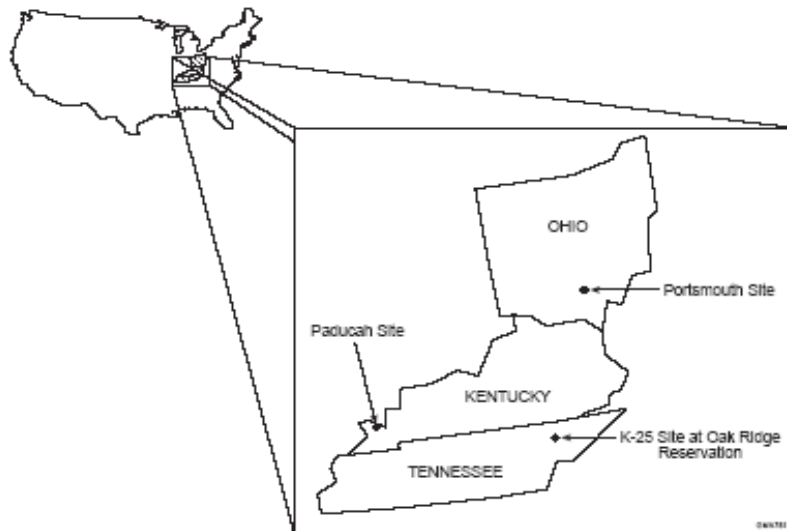 OHIO
Portsmouth Site
Paducah Site
KENTUCKY
K-25 Site at Oak Ridge
Reservation
TENNESSEE